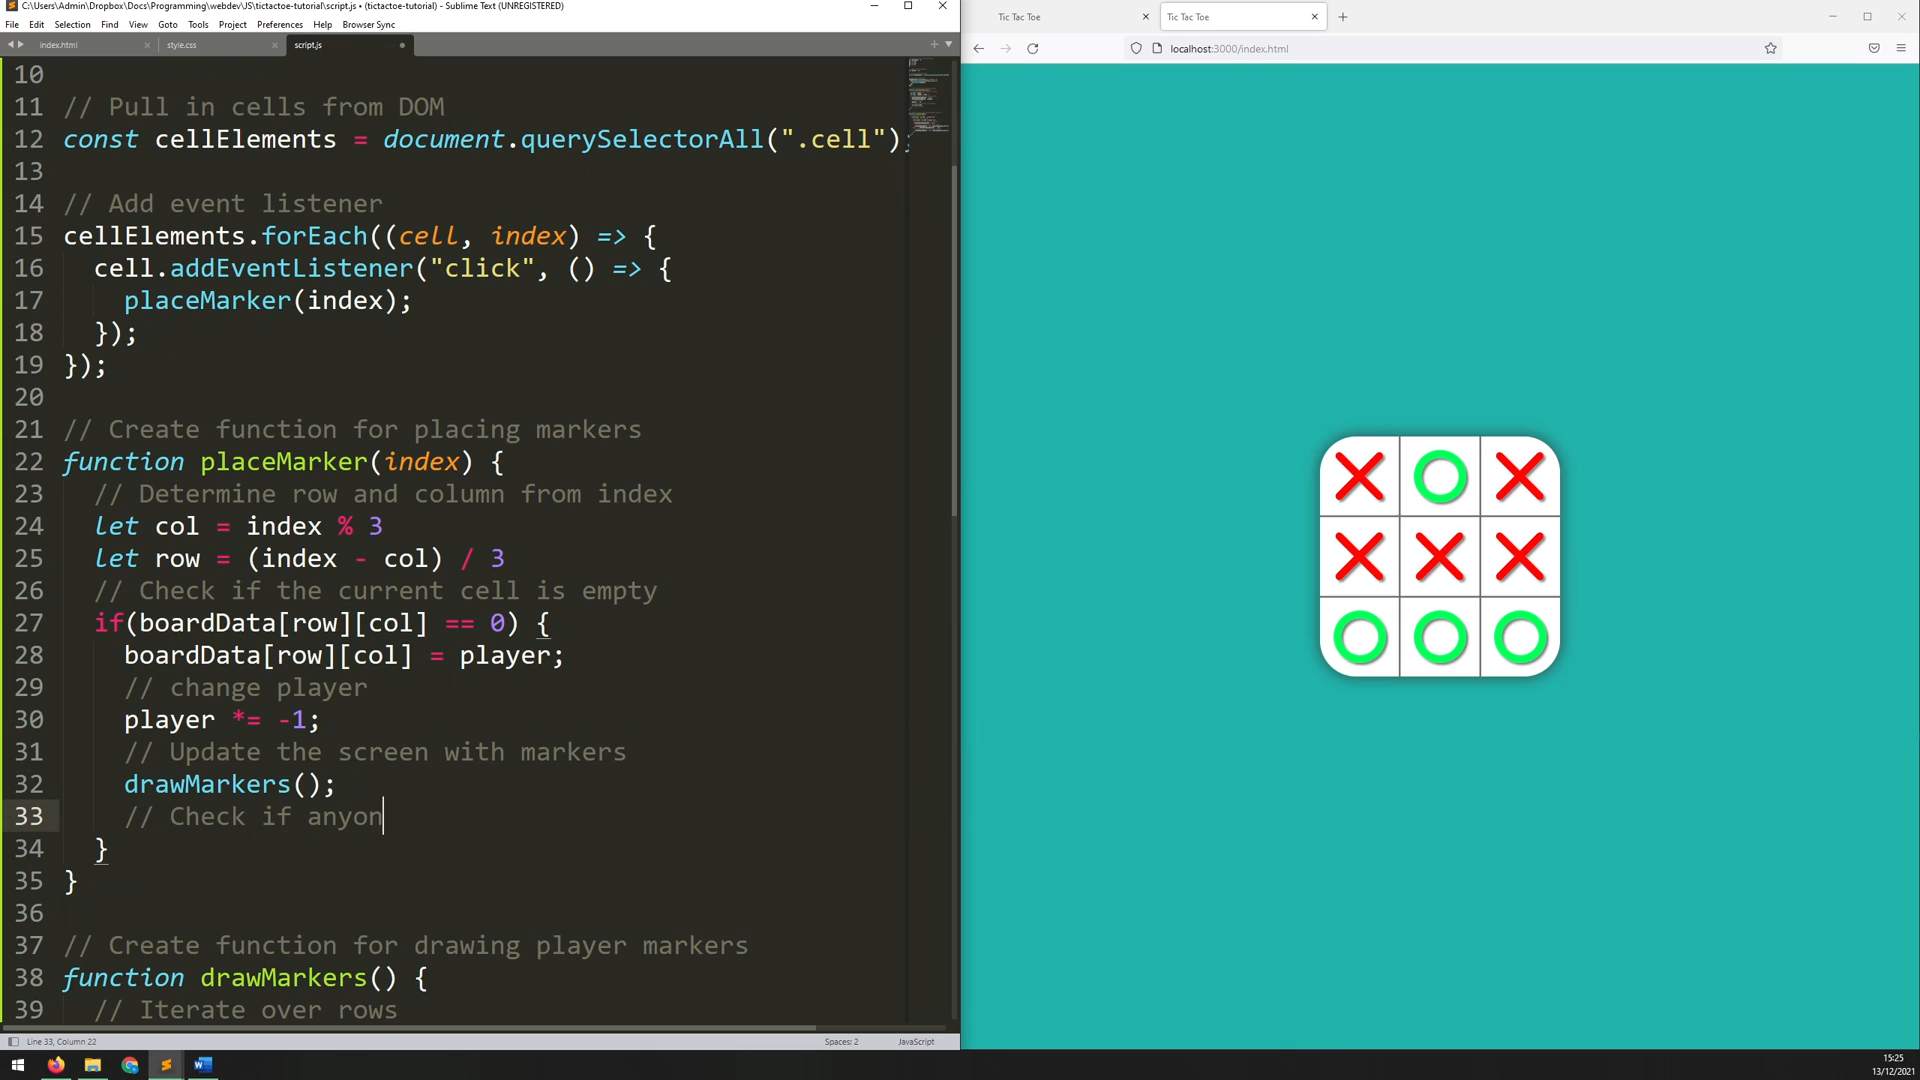 C:\Users\Admin\Dropbox\Docs\Programming\webdev\JS\tictactoe-tutorial\script.js • (tictactoe-tutorial) - Sublime Text (UNREGISTERED)
File Edit Selection Find View Goto Tools Project Preferences Help Browser Sync
index.html style.css script.js
10
11 // Pull in cells from DOM
12 const cellElements = document.querySelectorAll(".cell");
13
14 // Add event listener
15 cellElements.forEach((cell, index) => {
16 cell.addEventListener("click", () => {
17 placeMarker(index);
18 });
19 });
20
21 // Create function for placing markers
22 function placeMarker(index) {
23 // Determine row and column from index
24 let col = index % 3
25 let row = (index - col) / 3
26 // Check if the current cell is empty
27 if(boardData[row][col] == 0) {
28 boardData[row][col] = player;
29 // change player
30 player *= -1;
31 // Update the screen with markers
32 drawMarkers();
33 // Check if anyon
34 }
35 }
36
37 // Create function for drawing player markers
38 function drawMarkers() {
39 // Iterate over rows
Line 33, Column 22 Spaces: 2 JavaScript
Tic Tac Toe Tic Tac Toe
localhost:3000/index.html
15:25
13/12/2021